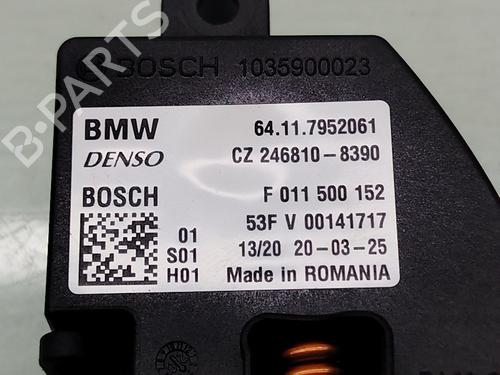 BOSCH 1035900023
BMW 64.11.7952061
DENSO CZ 246810-8390
BOSCH F 011 500 152
53F V 00141717
01
S01 13/20 20-03-25
H01 Made in ROMANIA
B-PARTS